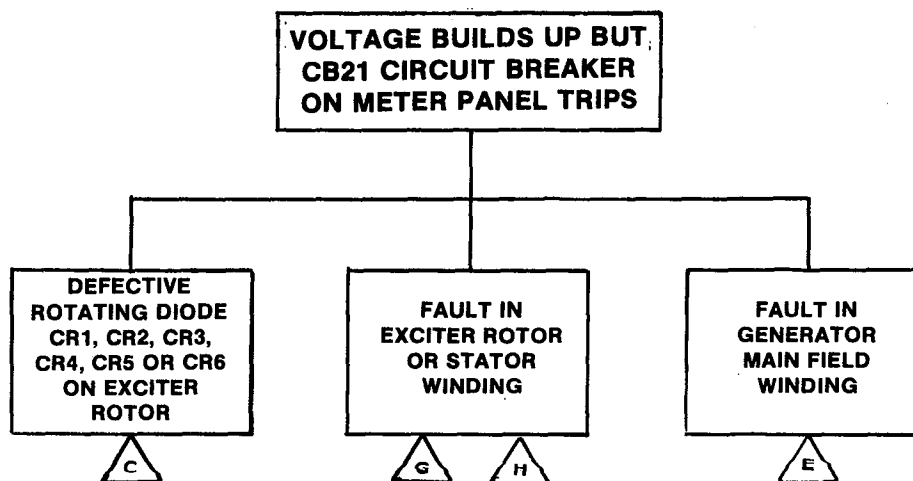 VOLTAGE BUILDS UP BUT
CB21 CIRCUIT BREAKER
ON METER PANEL TRIPS
DEFECTIVE
ROTATING DIODE
CR1, CR2, CR3,
CR4, CR5 OR CR6
ON EXCITER
ROTOR
C
FAULT IN
EXCITER ROTOR
OR STATOR
WINDING
G
H
FAULT IN
GENERATOR
MAIN FIELD
WINDING
E